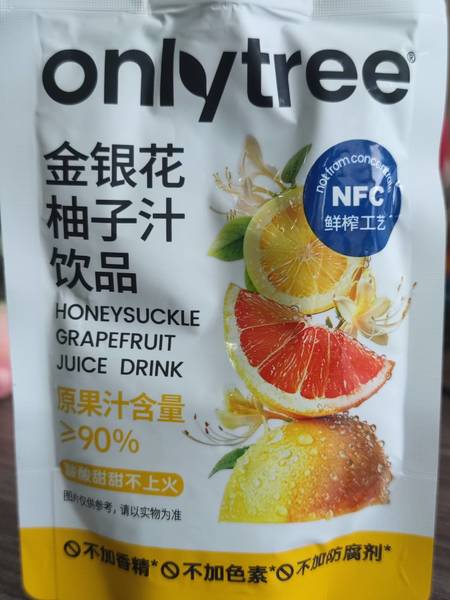 onlytree®
金银花
柚子汁
饮品
HONEYSUCKLE
GRAPEFRUIT
JUICE DRINK
not from concentrate
NFC
鲜榨工艺
原果汁含量
≥90%
酸酸甜甜不上火
图片仅供参考，请以实物为准
不加香精* 不加色素* 不加防腐剂*